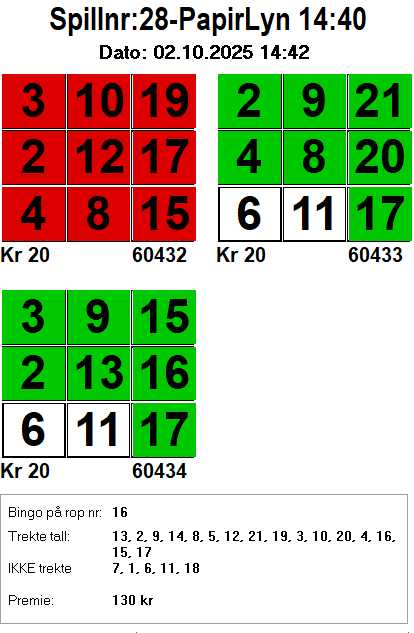 Spillnr:28-PapirLyn 14:40
Dato: 02.10.2025 14:42
3 10 19 2 9 21
2 12 17 4 8 20
4 8 15 6 11 17
Kr 20 60432 Kr 20 60433
3 9 15
2 13 16
6 11 17
Kr 20 60434
Bingo på rop nr: 16
Trekte tall: 13, 2, 9, 14, 8, 5, 12, 21, 19, 3, 10, 20, 4, 16,
15, 17
IKKE trekte 7, 1, 6, 11, 18
Premie: 130 kr